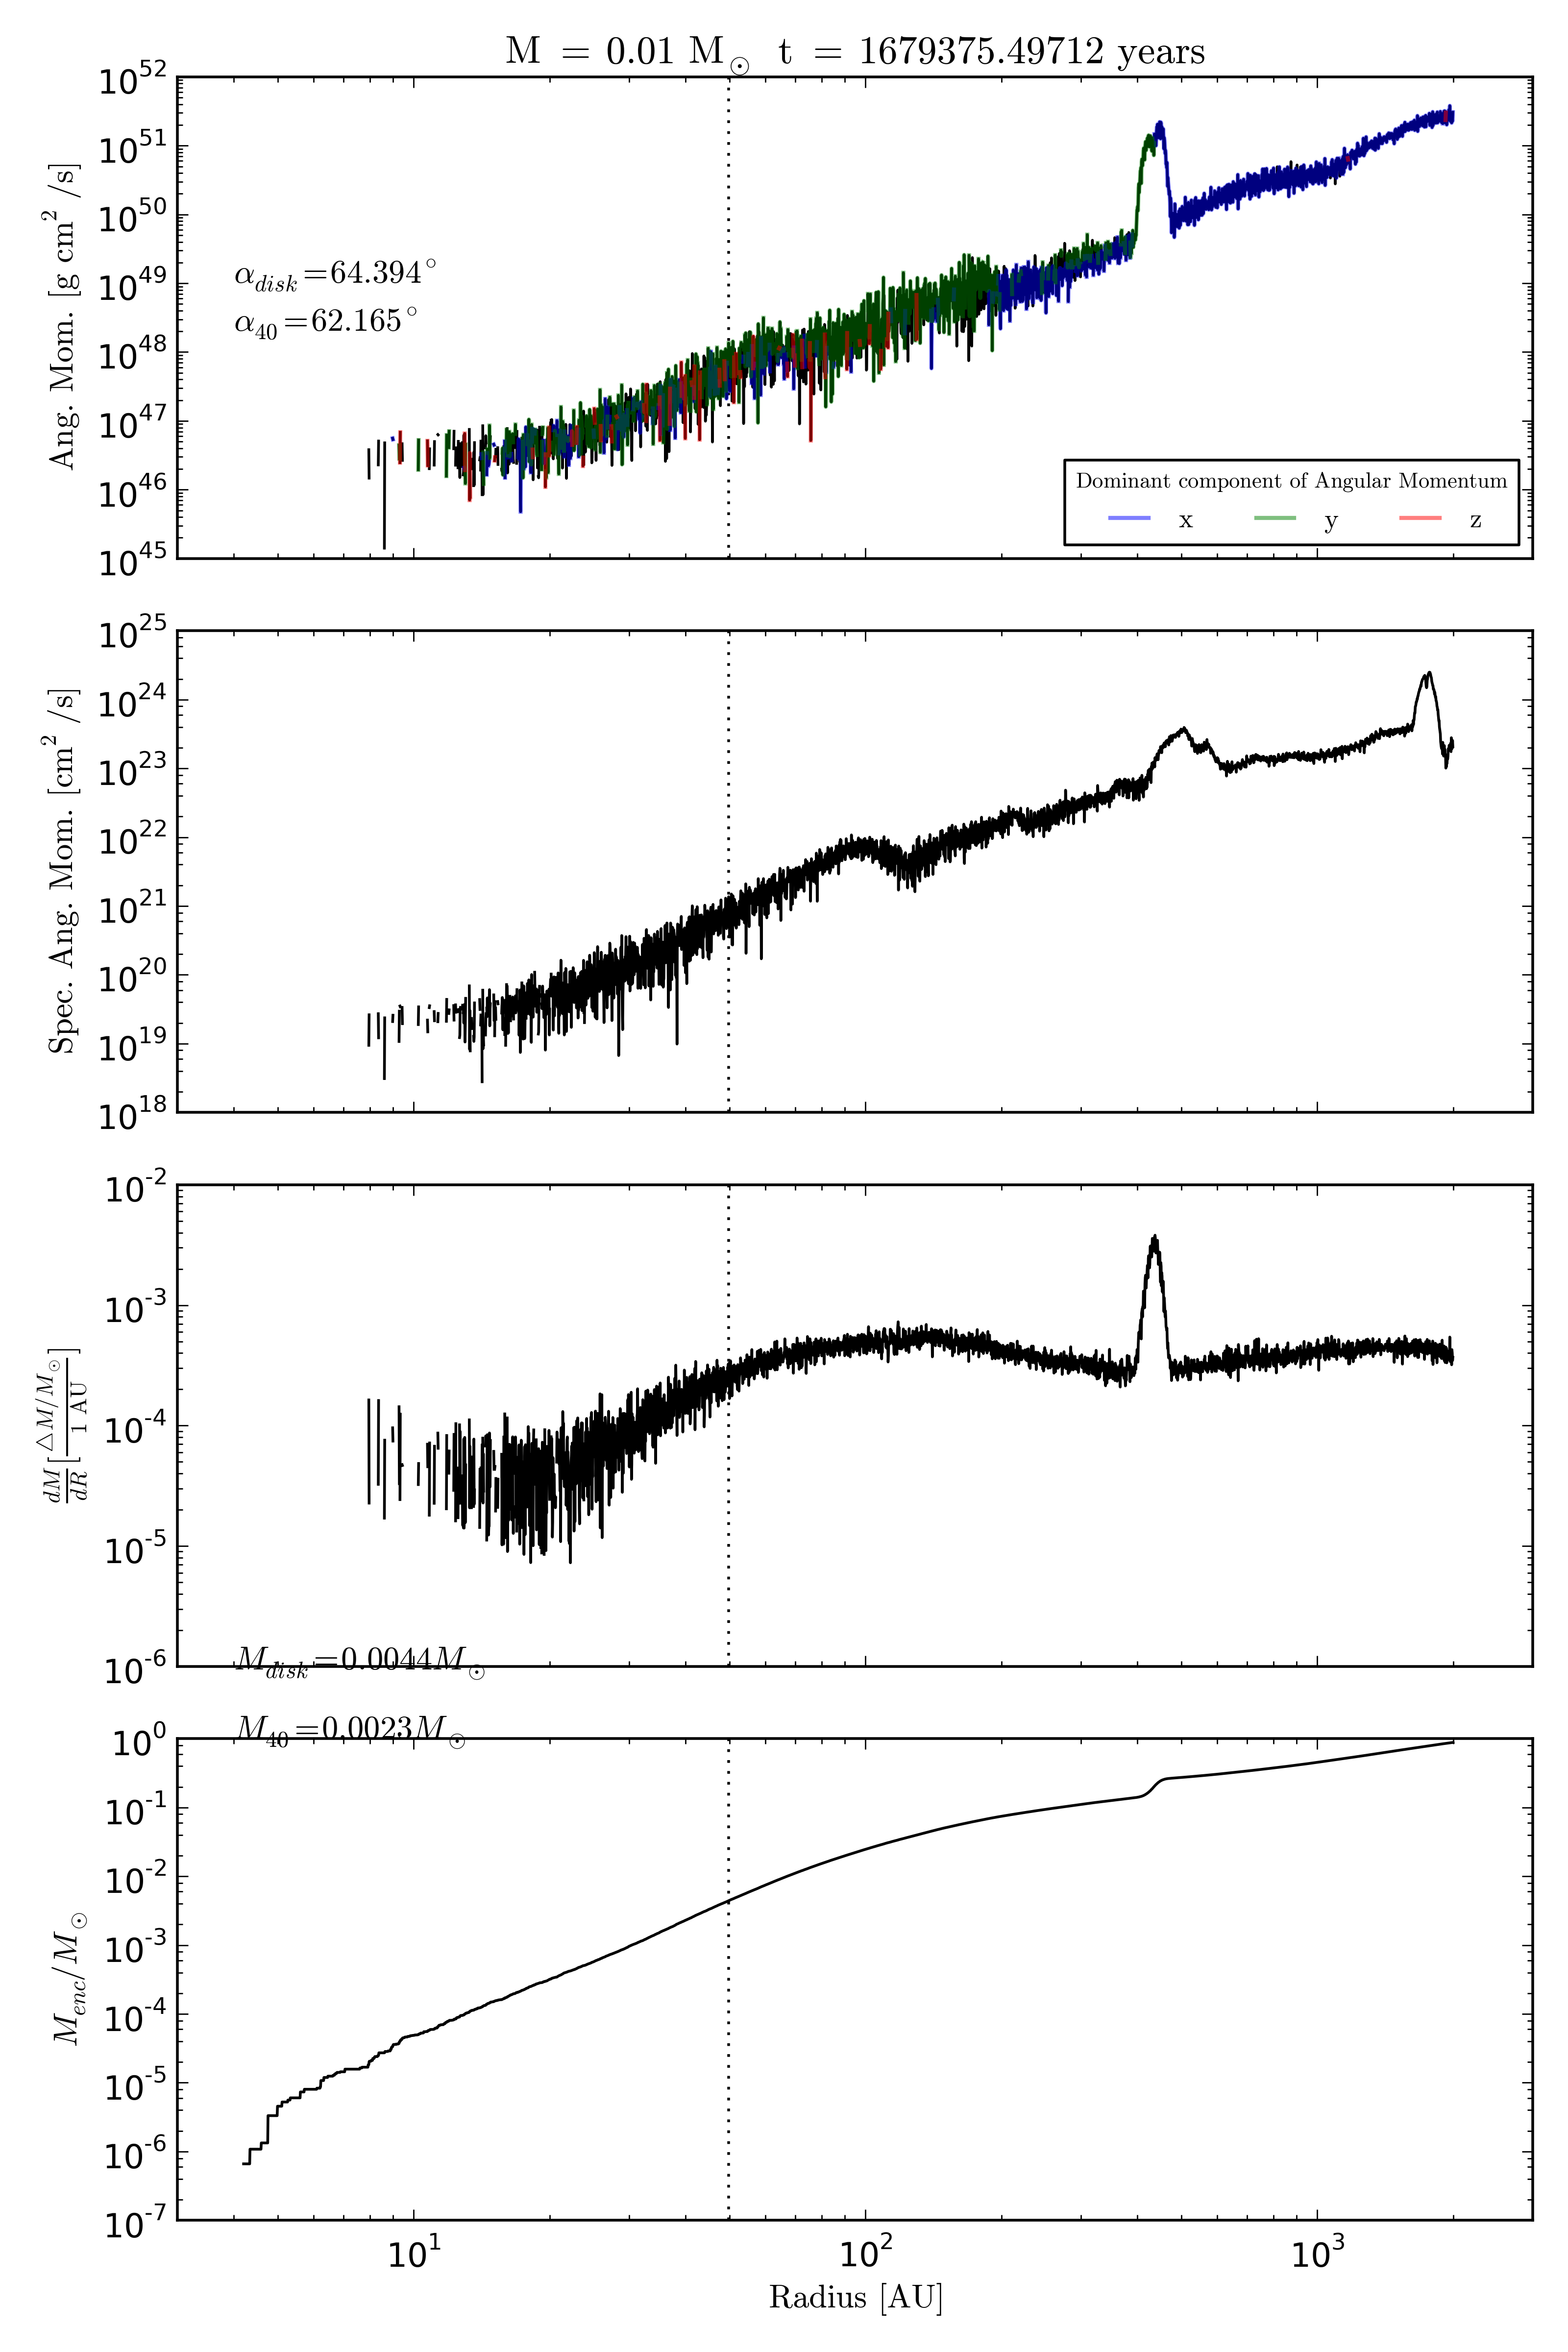 M = 0.01 M⊙ t = 1679375.49712 years
10^52
10^51
10^50
10^49
10^48
10^47
10^46
10^45
Ang. Mom. [g cm^2 /s]
α_disk=64.394°
α_40=62.165°
Dominant component of Angular Momentum
x y z
10^25
10^24
10^23
10^22
10^21
10^20
10^19
10^18
Spec. Ang. Mom. [cm^2 /s]
10^-2
10^-3
10^-4
10^-5
10^-6
dM/dR [△M/M⊙ / 1 AU]
M_disk=0.0044M⊙
M_40=0.0023M⊙
10^0
10^-1
10^-2
10^-3
10^-4
10^-5
10^-6
10^-7
M_enc/M⊙
10^1 10^2 10^3
Radius [AU]